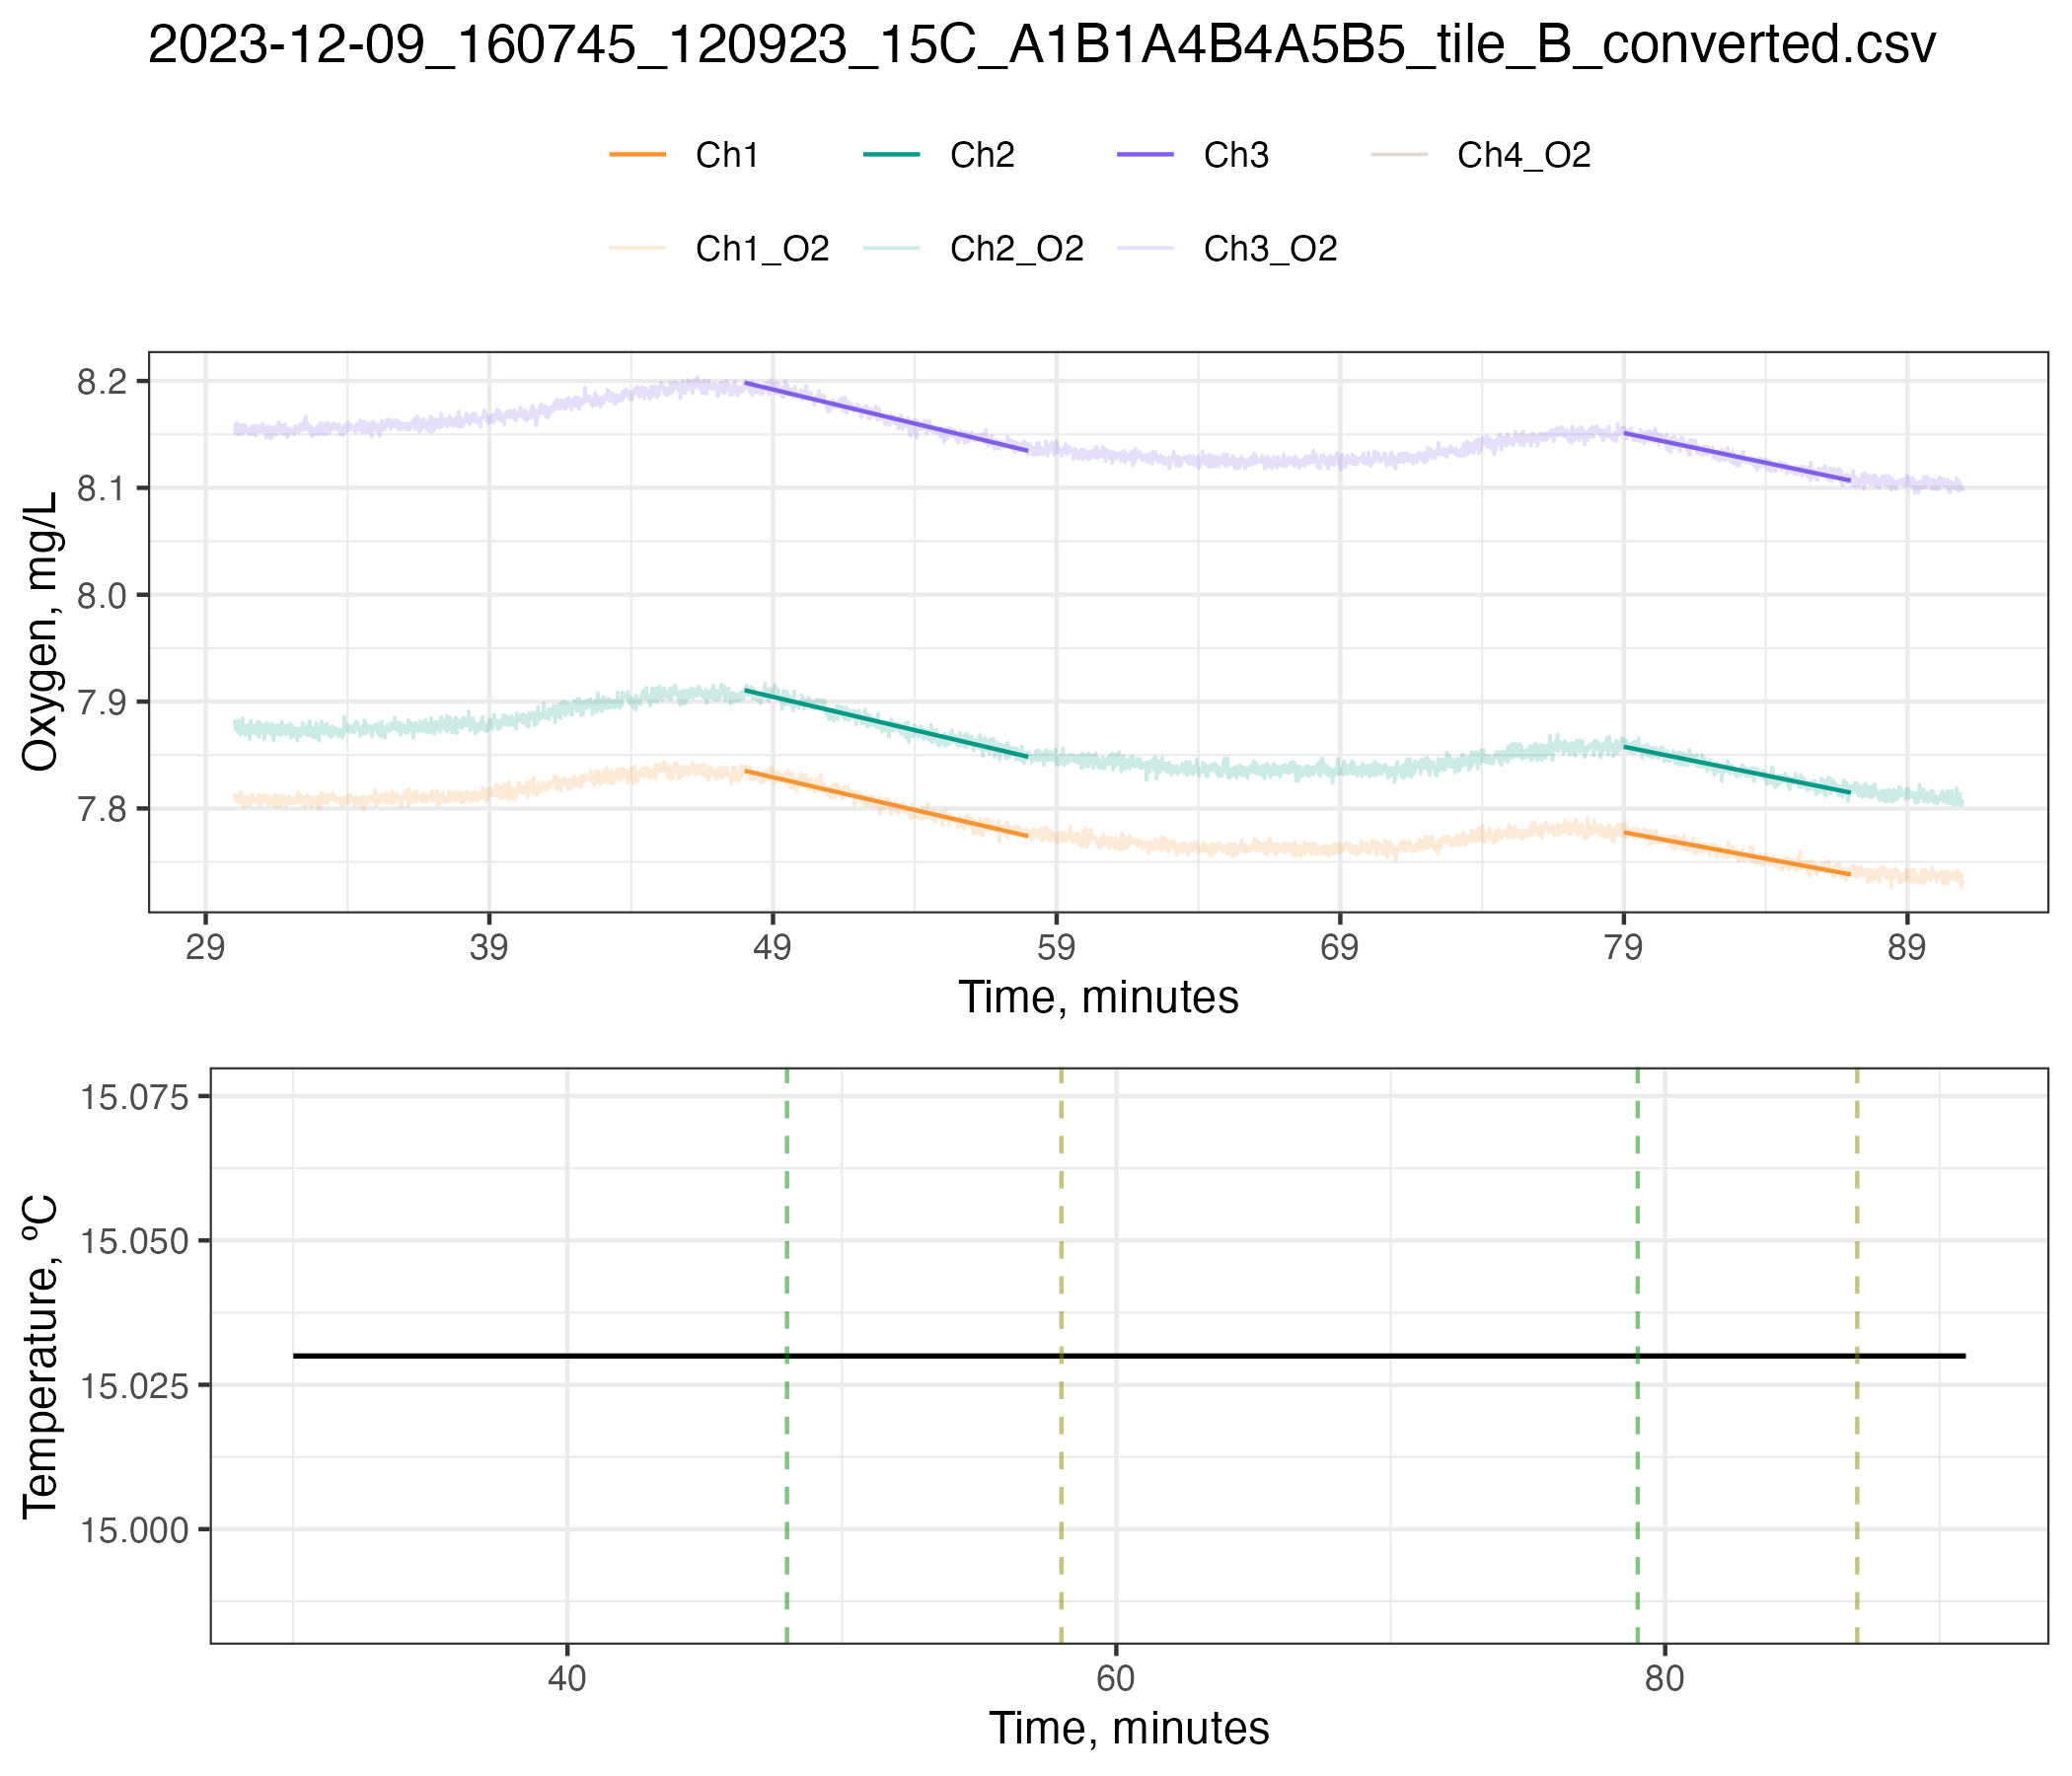 2023-12-09_160745_120923_15C_A1B1A4B4A5B5_tile_B_converted.csv
Ch1 Ch2 Ch3 Ch4_O2
Ch1_O2 Ch2_O2 Ch3_O2
8.2
8.1
8.0
7.9
7.8
Oxygen, mg/L
29 39 49 59 69 79 89
Time, minutes
15.075
15.050
15.025
15.000
Temperature, ºC
40 60 80
Time, minutes